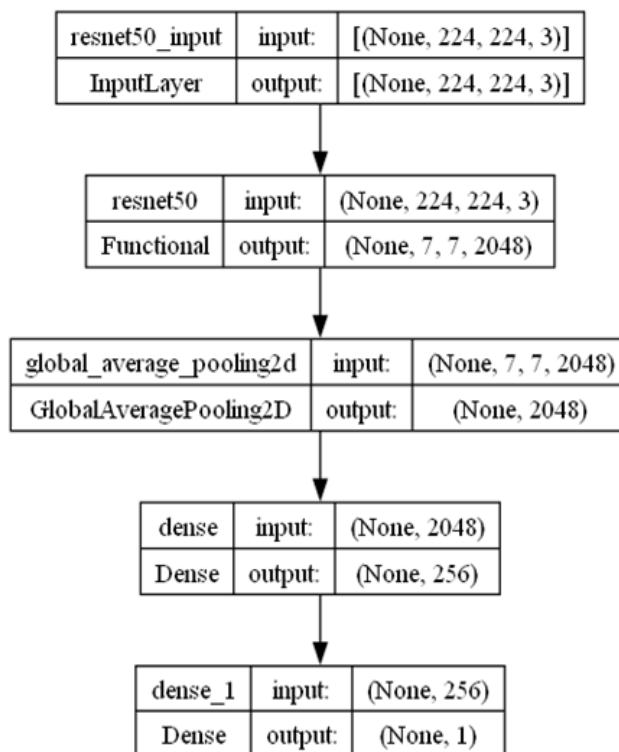 resnet50_input input: [(None, 224, 224, 3)]
InputLayer output: [(None, 224, 224, 3)]
resnet50 input: (None, 224, 224, 3)
Functional output: (None, 7, 7, 2048)
global_average_pooling2d input: (None, 7, 7, 2048)
GlobalAveragePooling2D output: (None, 2048)
dense input: (None, 2048)
Dense output: (None, 256)
dense_1 input: (None, 256)
Dense output: (None, 1)